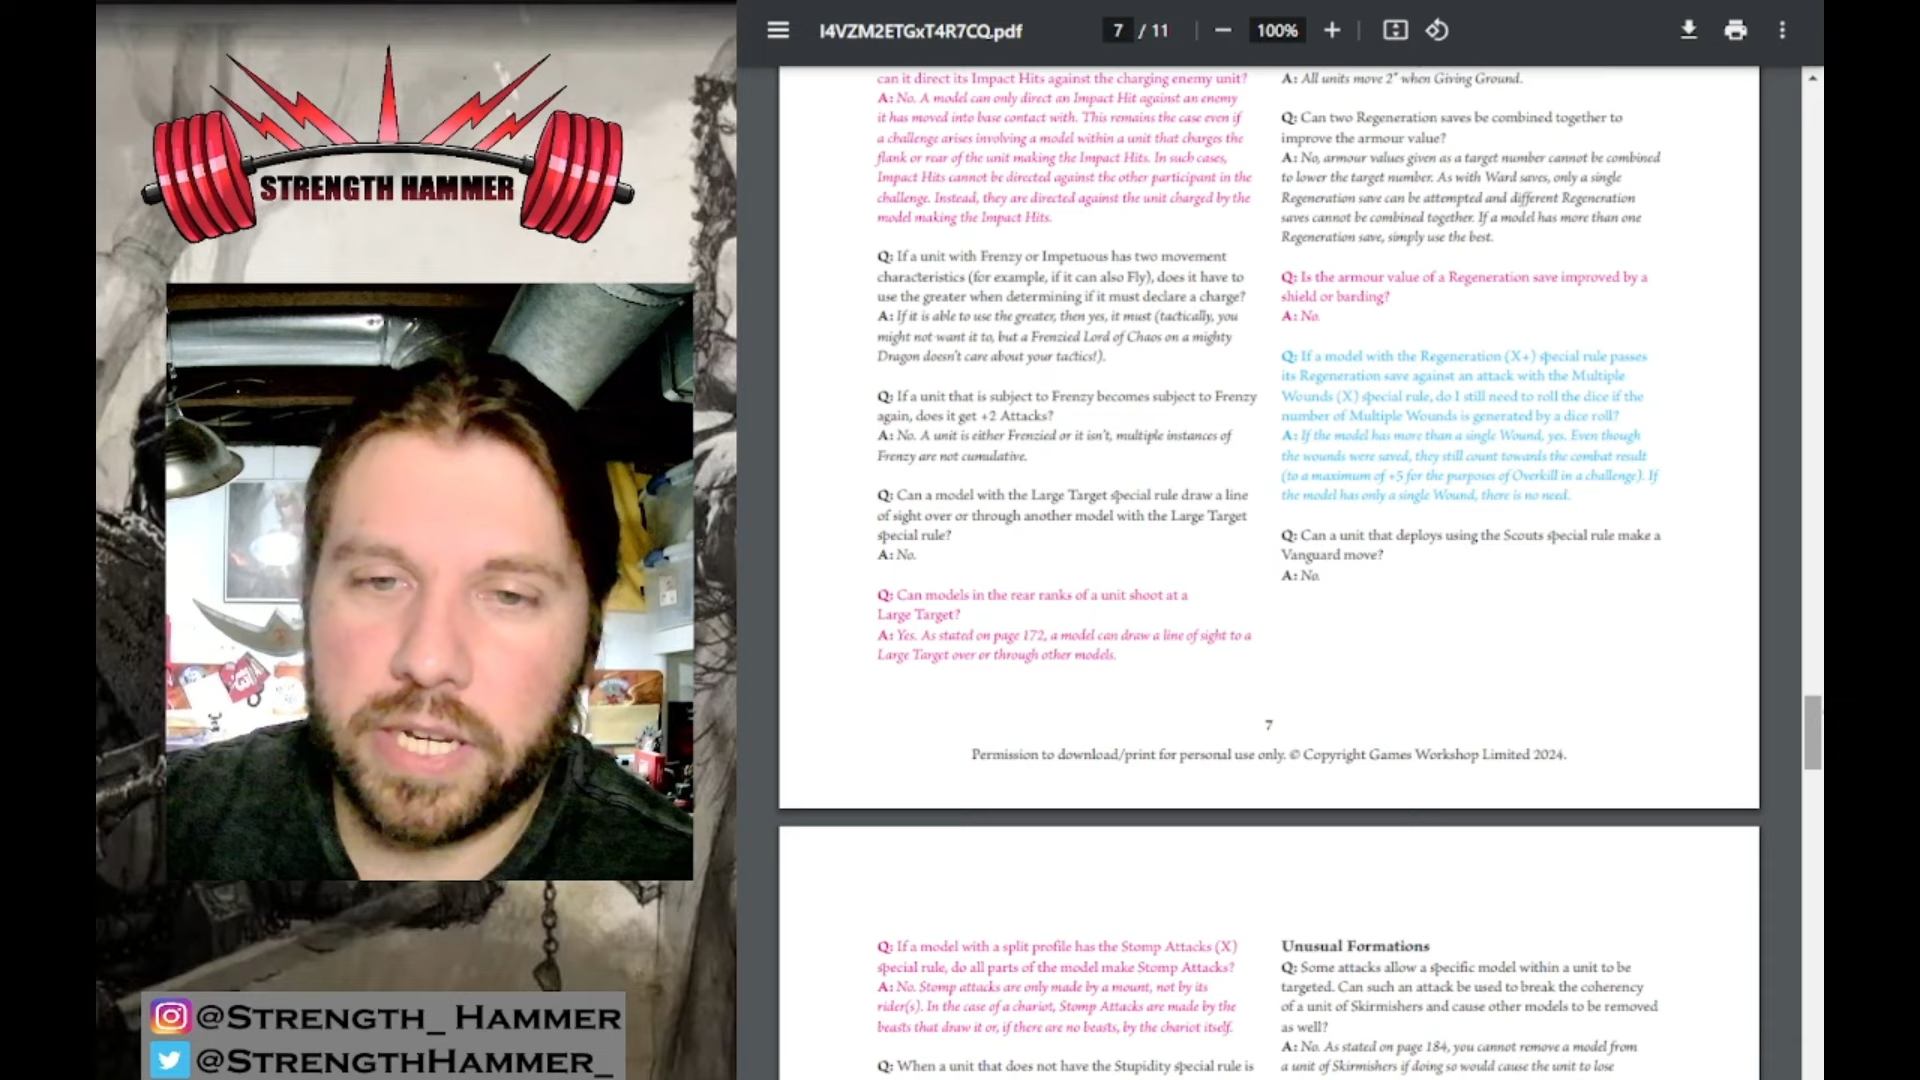 STRENGTH HAMMER
@STRENGTH_HAMMER
@STRENGTHHAMMER_
I4VZM2ETGxT4R7CQ.pdf
7 / 11
100%
can it direct its Impact Hits against the charging enemy unit?
A: No. A model can only direct an Impact Hit against an enemy
it has moved into base contact with. This remains the case even if
a challenge arises involving a model within a unit that charges the
flank or rear of the unit making the Impact Hits. In such cases,
Impact Hits cannot be directed against the other participant in the
challenge. Instead, they are directed against the unit charged by the
model making the Impact Hits.
Q: If a unit with Frenzy or Impetuous has two movement
characteristics (for example, if it can also Fly), does it have to
use the greater when determining if it must declare a charge?
A: If it is able to use the greater, then yes, it must (tactically, you
might not want it to, but a Frenzied Lord of Chaos on a mighty
Dragon doesn't care about your tactics!).
Q: If a unit that is subject to Frenzy becomes subject to Frenzy
again, does it get +2 Attacks?
A: No. A unit is either Frenzied or it isn't, multiple instances of
Frenzy are not cumulative.
Q: Can a model with the Large Target special rule draw a line
of sight over or through another model with the Large Target
special rule?
A: No.
Q: Can models in the rear ranks of a unit shoot at a
Large Target?
A: Yes. As stated on page 172, a model can draw a line of sight to a
Large Target over or through other models.
A: All units move 2" when Giving Ground.
Q: Can two Regeneration saves be combined together to
improve the armour value?
A: No, armour values given as a target number cannot be combined
to lower the target number. As with Ward saves, only a single
Regeneration save can be attempted and different Regeneration
saves cannot be combined together. If a model has more than one
Regeneration save, simply use the best.
Q: Is the armour value of a Regeneration save improved by a
shield or barding?
A: No.
Q: If a model with the Regeneration (X+) special rule passes
its Regeneration save against an attack with the Multiple
Wounds (X) special rule, do I still need to roll the dice if the
number of Multiple Wounds is generated by a dice roll?
A: If the model has more than a single Wound, yes. Even though
the wounds were saved, they still count towards the combat result
(to a maximum of +5 for the purposes of Overkill in a challenge). If
the model has only a single Wound, there is no need.
Q: Can a unit that deploys using the Scouts special rule make a
Vanguard move?
A: No.
7
Permission to download/print for personal use only. © Copyright Games Workshop Limited 2024.
Q: If a model with a split profile has the Stomp Attacks (X)
special rule, do all parts of the model make Stomp Attacks?
A: No. Stomp attacks are only made by a mount, not by its
rider(s). In the case of a chariot, Stomp Attacks are made by the
beasts that draw it or, if there are no beasts, by the chariot itself.
Q: When a unit that does not have the Stupidity special rule is
Unusual Formations
Q: Some attacks allow a specific model within a unit to be
targeted. Can such an attack be used to break the coherency
of a unit of Skirmishers and cause other models to be removed
as well?
A: No. As stated on page 184, you cannot remove a model from
a unit of Skirmishers if doing so would cause the unit to lose